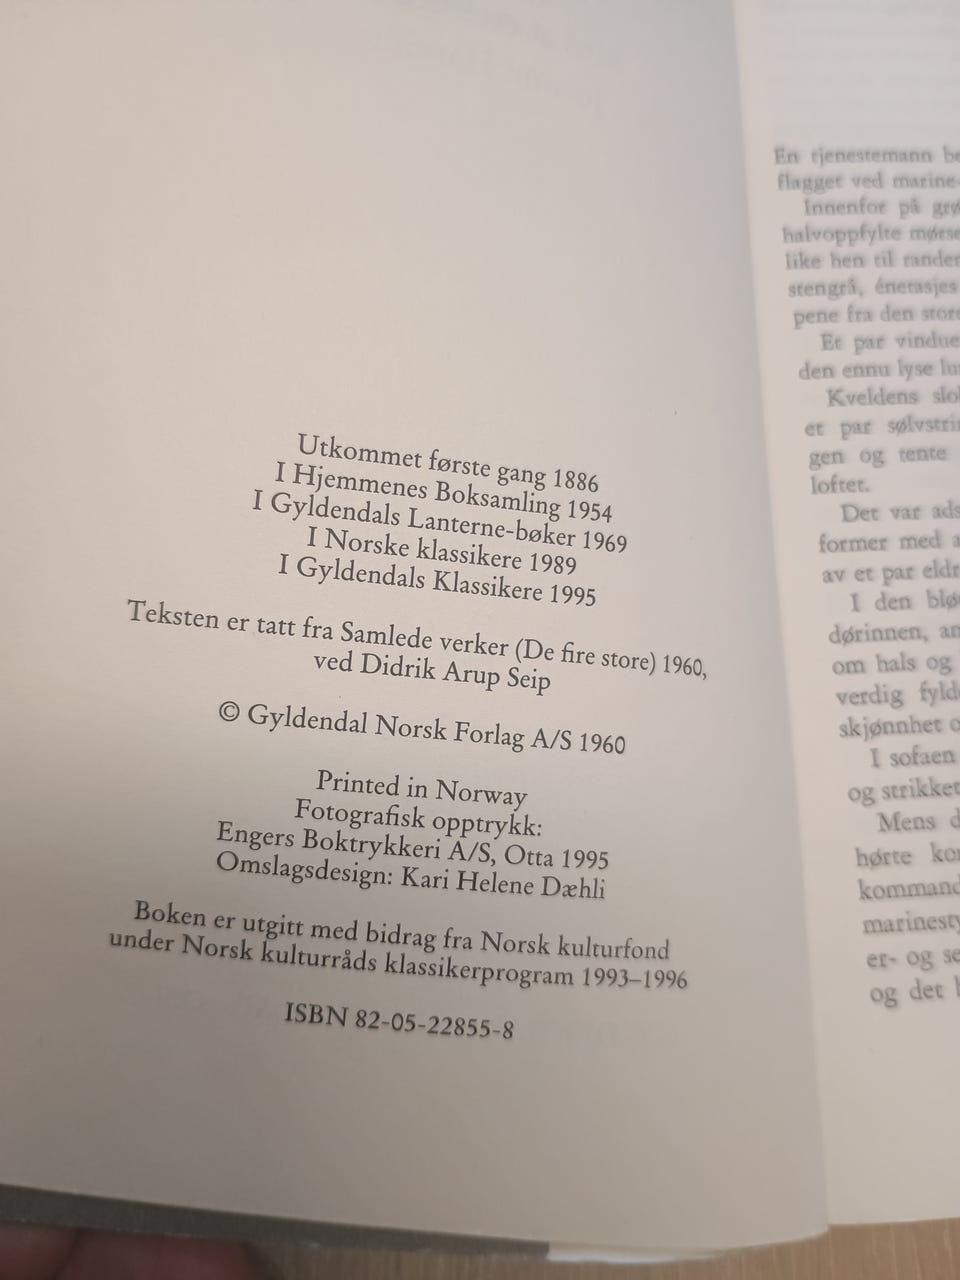 Utkommet første gang 1886
I Hjemmenes Boksamling 1954
I Gyldendals Lanterne-bøker 1969
I Norske klassikere 1989
I Gyldendals Klassikere 1995
Teksten er tatt fra Samlede verker (De fire store) 1960,
ved Didrik Arup Seip
© Gyldendal Norsk Forlag A/S 1960
Printed in Norway
Fotografisk opptrykk:
Engers Boktrykkeri A/S, Otta 1995
Omslagsdesign: Kari Helene Dæhli
Boken er utgitt med bidrag fra Norsk kulturfond
under Norsk kulturråds klassikerprogram 1993–1996
ISBN 82-05-22855-8
En tjenestemann
flagget ved marine-
Innenfor på
halvoppfylte
like hen til
stengrå, énetasjes
pene fra den
Et par
den ennu lyse
Kveldens
et par
gen og tente
loftet.
Det var
former med
av et par
I den
dørinnen,
om hals og
verdig
skjønnhet
I sofaen
og strikket
Mens
hørte
er- og
og det